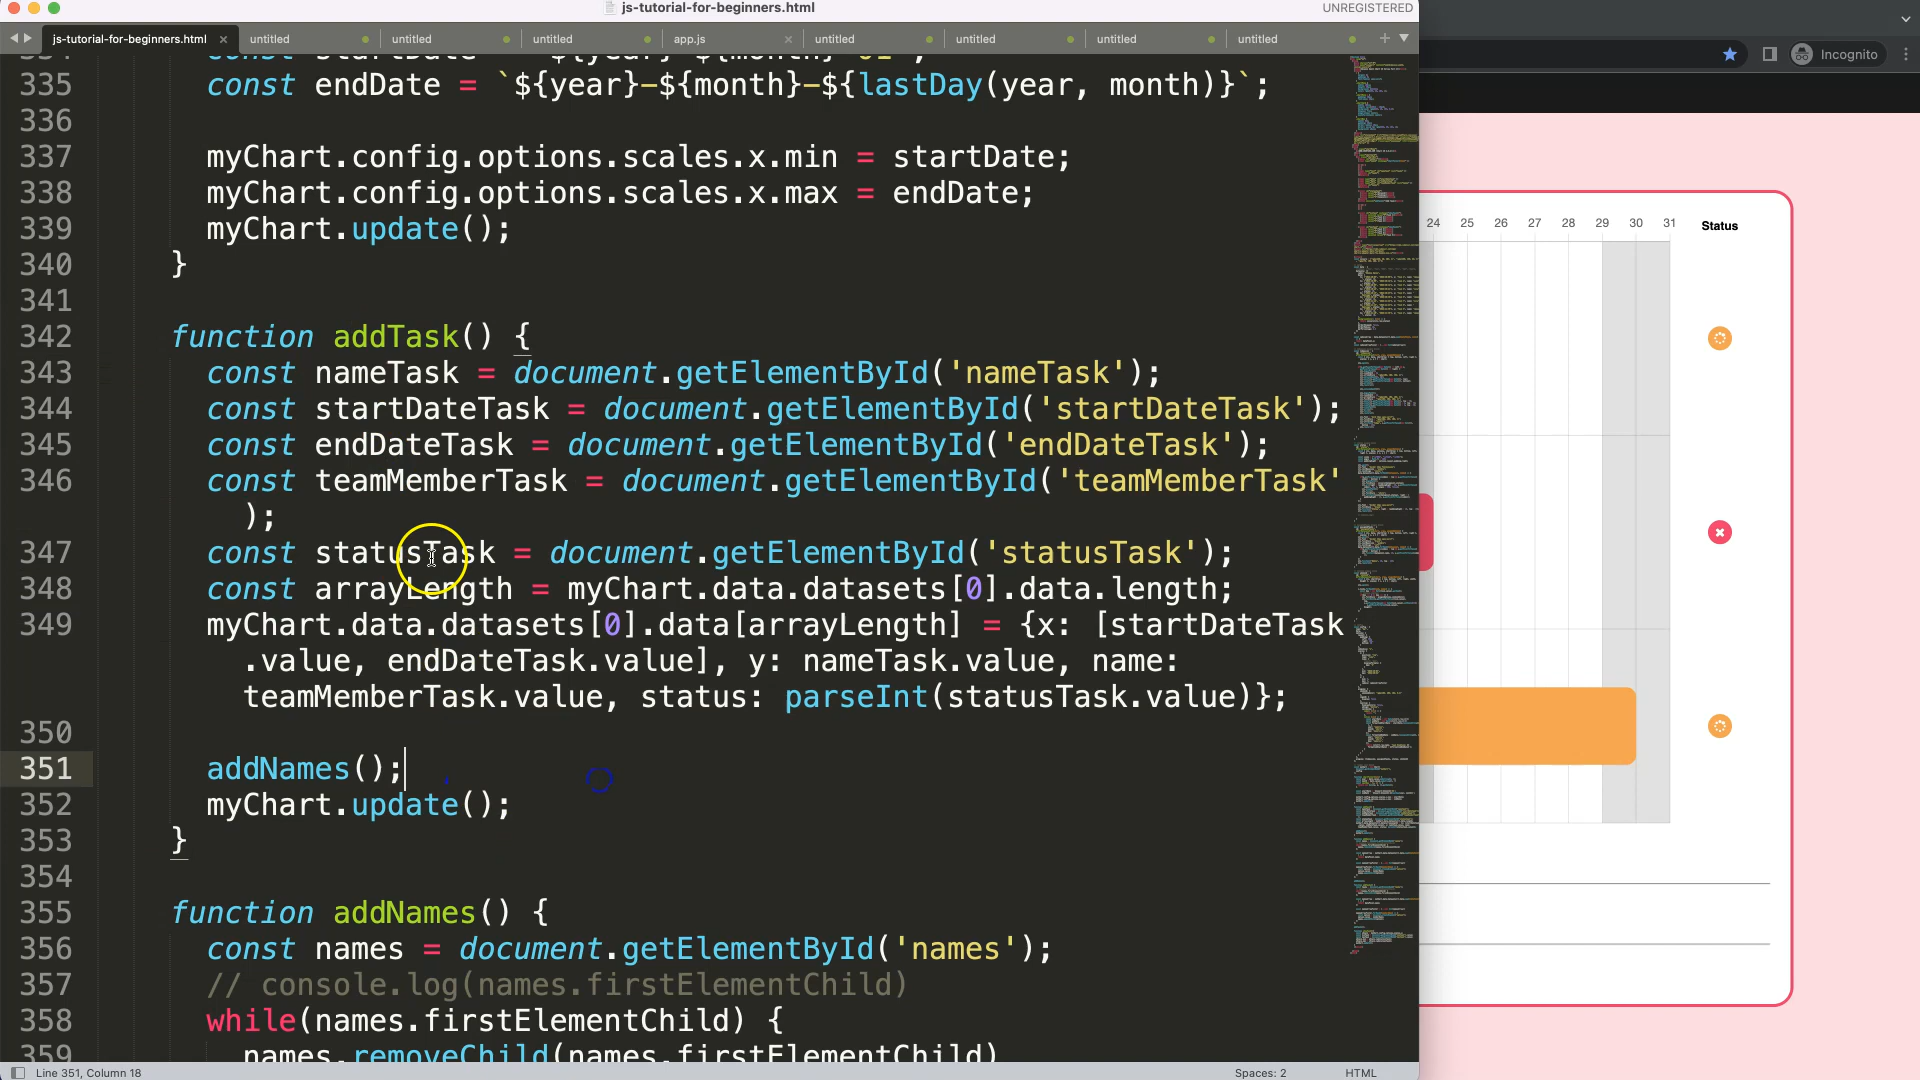 js-tutorial-for-beginners.html
UNREGISTERED
js-tutorial-for-beginners.html × untitled untitled untitled app.js × untitled untitled untitled untitled +
Incognito
335 const endDate = `${year}-${month}-${lastDay(year, month)}`;
336
337 myChart.config.options.scales.x.min = startDate;
338 myChart.config.options.scales.x.max = endDate;
339 myChart.update();
340 }
341
342 function addTask() {
343 const nameTask = document.getElementById('nameTask');
344 const startDateTask = document.getElementById('startDateTask');
345 const endDateTask = document.getElementById('endDateTask');
346 const teamMemberTask = document.getElementById('teamMemberTask'
);
347 const statusTask = document.getElementById('statusTask');
348 const arrayLength = myChart.data.datasets[0].data.length;
349 myChart.data.datasets[0].data[arrayLength] = {x: [startDateTask
.value, endDateTask.value], y: nameTask.value, name:
teamMemberTask.value, status: parseInt(statusTask.value)};
350
351 addNames();
352 myChart.update();
353 }
354
355 function addNames() {
356 const names = document.getElementById('names');
357 // console.log(names.firstElementChild)
358 while(names.firstElementChild) {
359 names.removeChild(names.firstElementChild)
24 25 26 27 28 29 30 31 Status
Line 351, Column 18
Spaces: 2
HTML